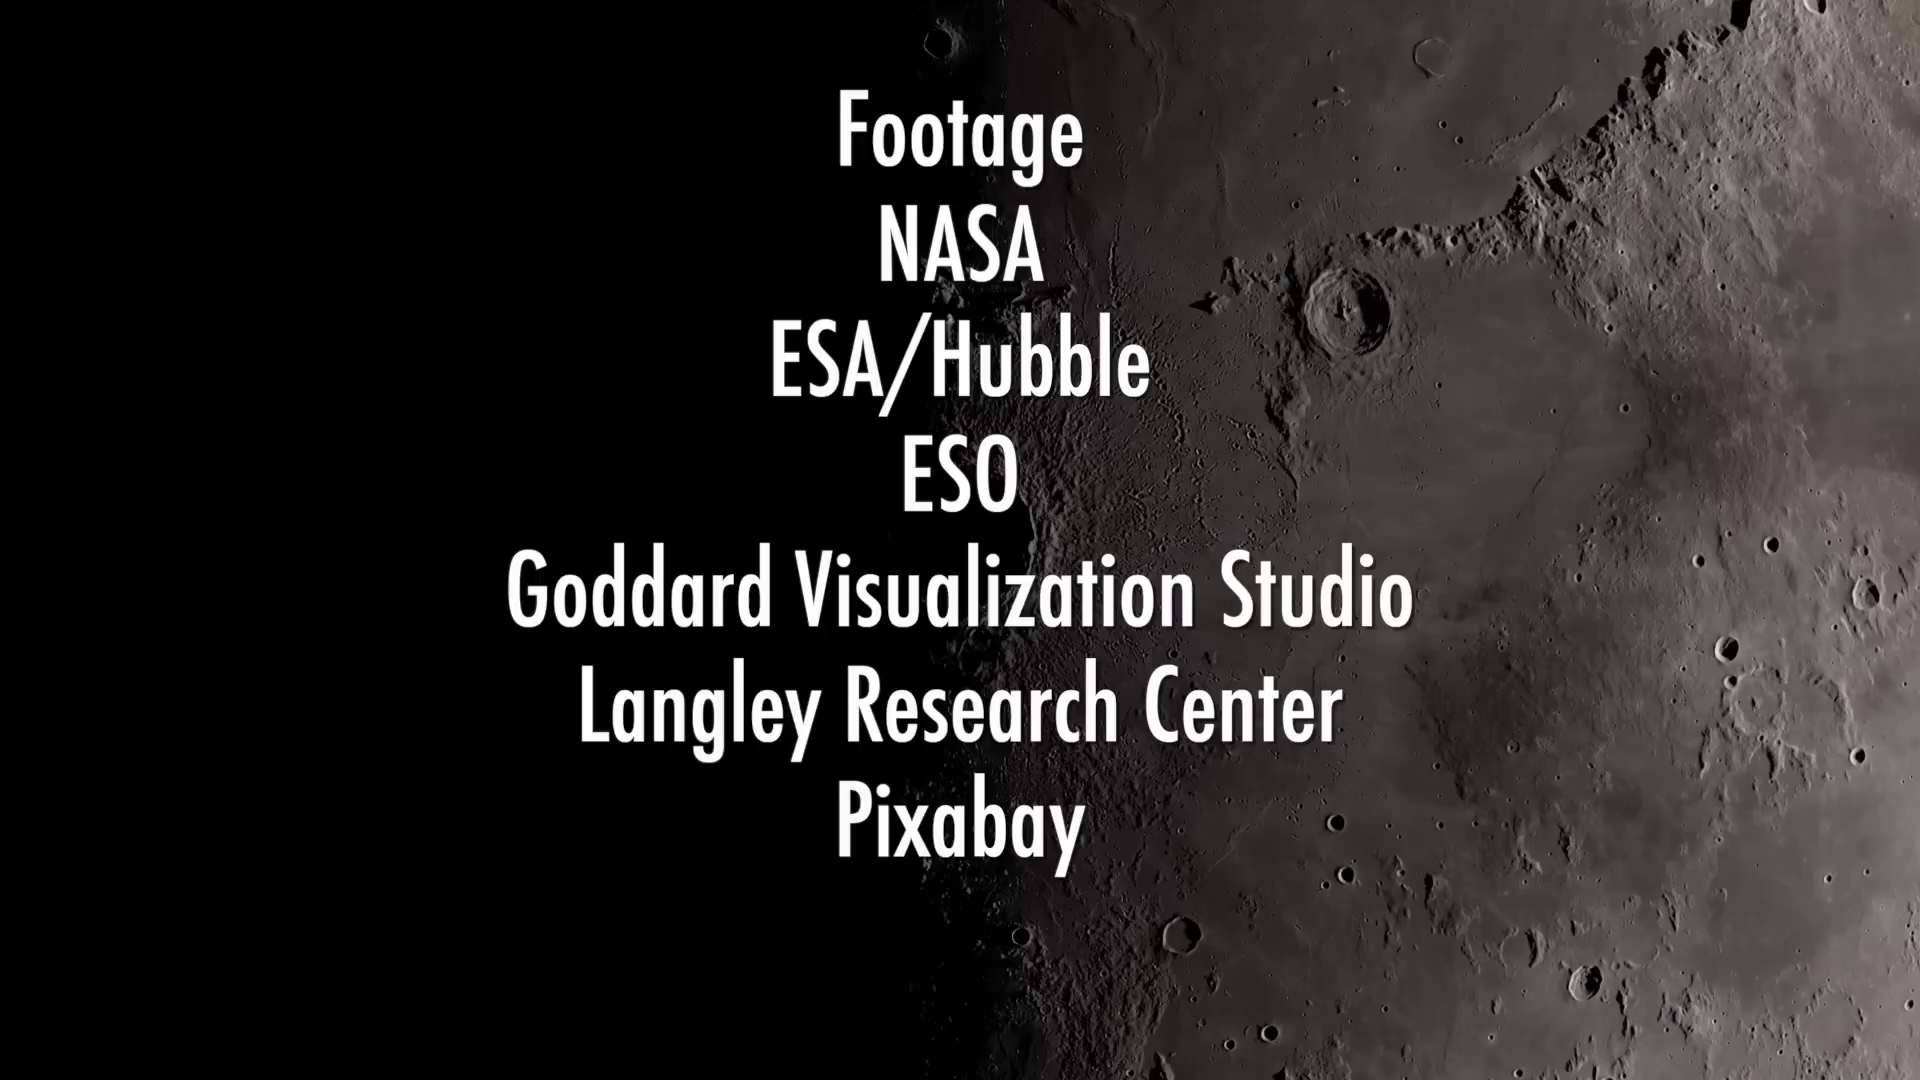 Footage
NASA
ESA/Hubble
ESO
Goddard Visualization Studio
Langley Research Center
Pixabay